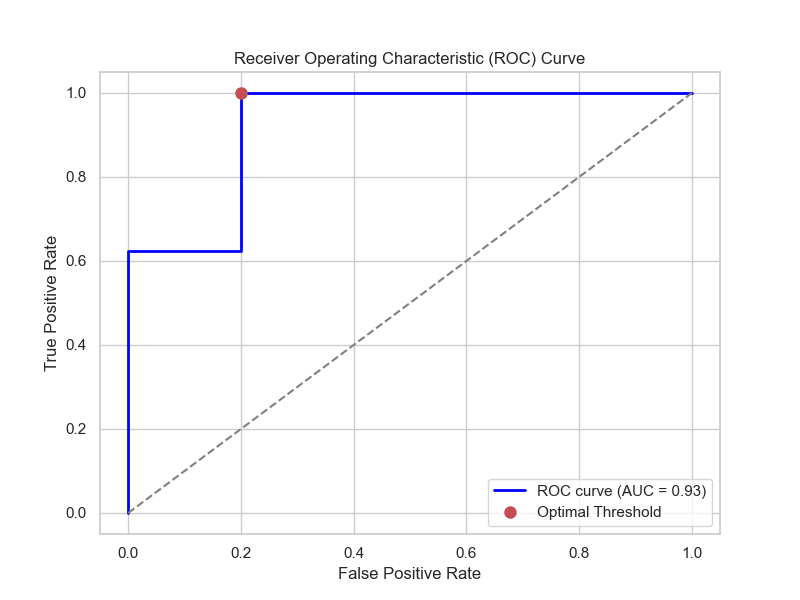 Receiver Operating Characteristic (ROC) Curve
True Positive Rate
1.0
0.8
0.6
0.4
0.2
0.0
0.0 0.2 0.4 0.6 0.8 1.0
False Positive Rate
ROC curve (AUC = 0.93)
Optimal Threshold